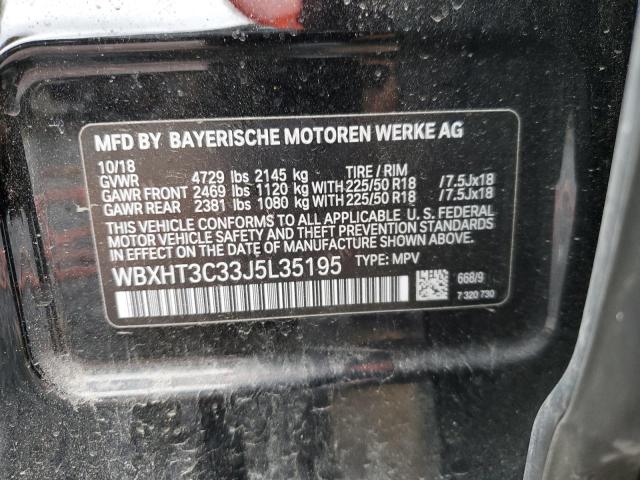 MFD BY BAYERISCHE MOTOREN WERKE AG
10/18
GVWR 4729 lbs 2145 kg TIRE / RIM
GAWR FRONT 2469 lbs 1120 kg WITH 225/50 R18 / 7.5Jx18
GAWR REAR 2381 lbs 1080 kg WITH 225/50 R18 / 7.5Jx18
THIS VEHICLE CONFORMS TO ALL APPLICABLE U. S. FEDERAL
MOTOR VEHICLE SAFETY AND THEFT PREVENTION STANDARDS
IN EFFECT ON THE DATE OF MANUFACTURE SHOWN ABOVE.
WBXHT3C33J5L35195 TYPE: MPV
668/9
7 320 730